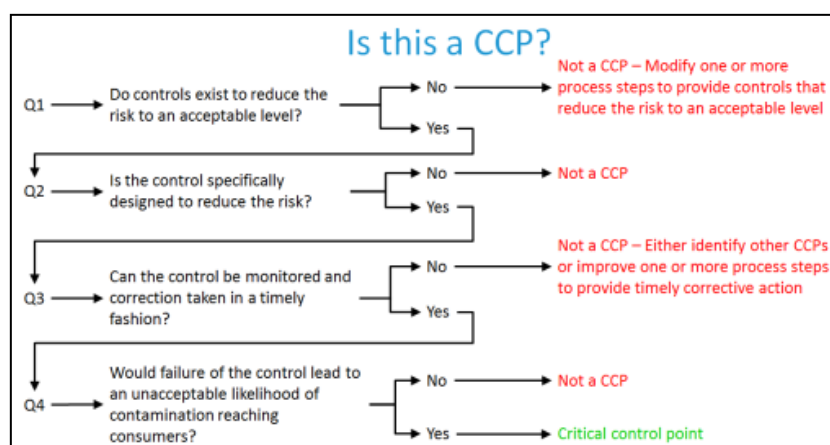 Is this a CCP?
Q1
Do controls exist to reduce the
risk to an acceptable level?
No
Not a CCP – Modify one or more
process steps to provide controls that
reduce the risk to an acceptable level
Yes
Q2
Is the control specifically
designed to reduce the risk?
No
Not a CCP
Yes
Q3
Can the control be monitored and
correction taken in a timely
fashion?
No
Not a CCP – Either identify other CCPs
or improve one or more process steps
to provide timely corrective action
Yes
Q4
Would failure of the control lead to
an unacceptable likelihood of
contamination reaching
consumers?
No
Not a CCP
Yes
Critical control point